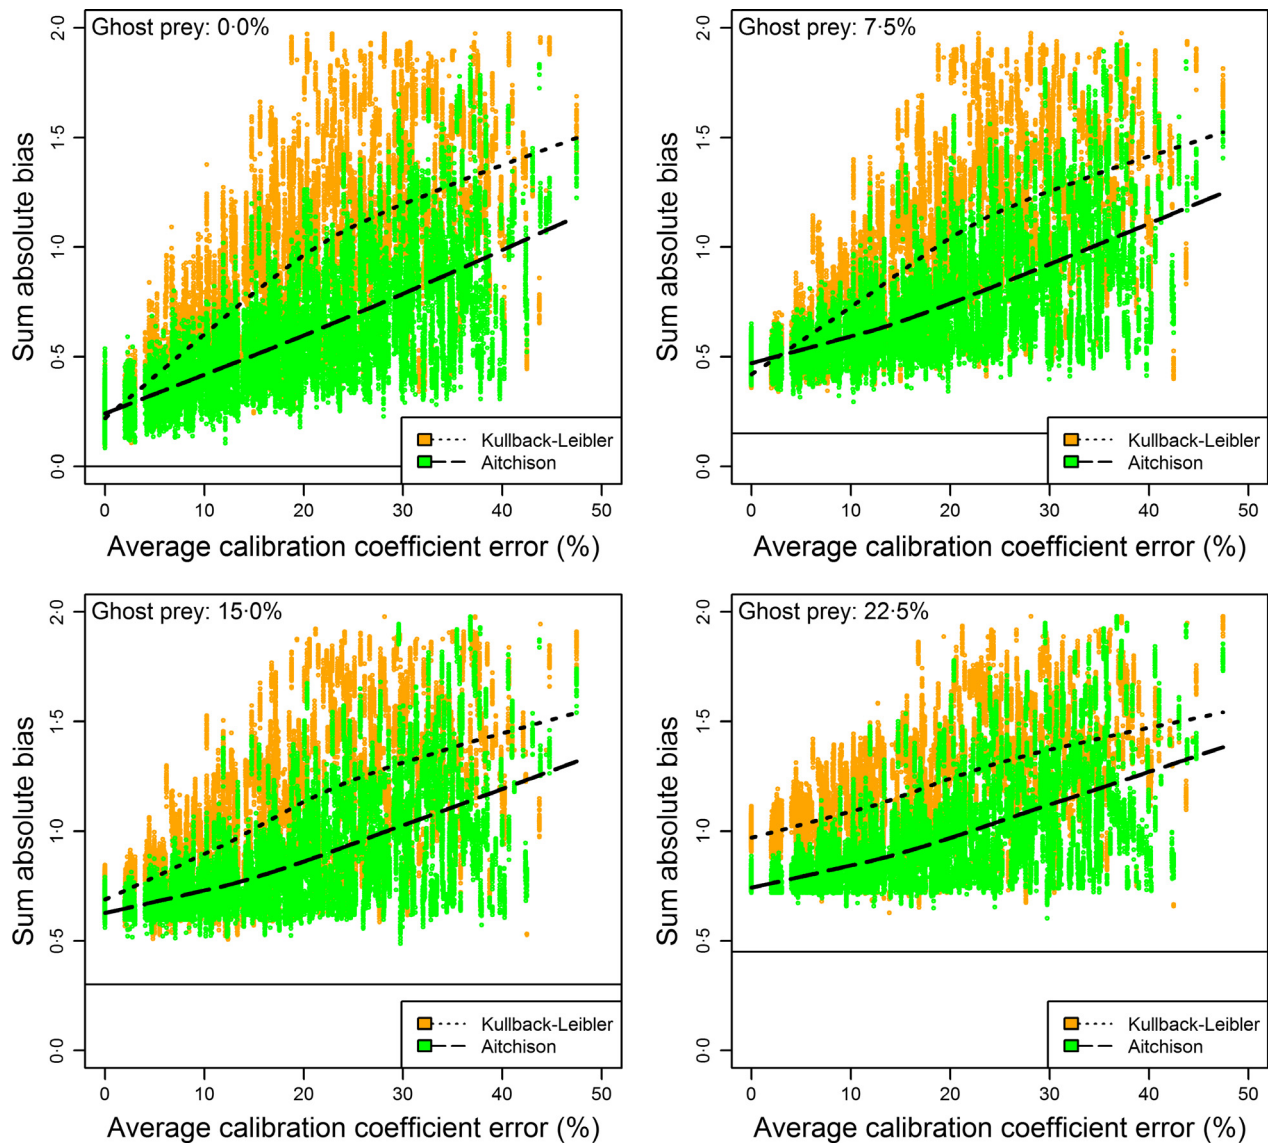 Ghost prey: 0·0%
Sum absolute bias
2·0
1·5
1·0
0·5
0·0
Kullback-Leibler
Aitchison
0 10 20 30 40 50
Average calibration coefficient error (%)
Ghost prey: 7·5%
Sum absolute bias
2·0
1·5
1·0
0·5
0·0
Kullback-Leibler
Aitchison
0 10 20 30 40 50
Average calibration coefficient error (%)
Ghost prey: 15·0%
Sum absolute bias
2·0
1·5
1·0
0·5
0·0
Kullback-Leibler
Aitchison
0 10 20 30 40 50
Average calibration coefficient error (%)
Ghost prey: 22·5%
Sum absolute bias
2·0
1·5
1·0
0·5
0·0
Kullback-Leibler
Aitchison
0 10 20 30 40 50
Average calibration coefficient error (%)